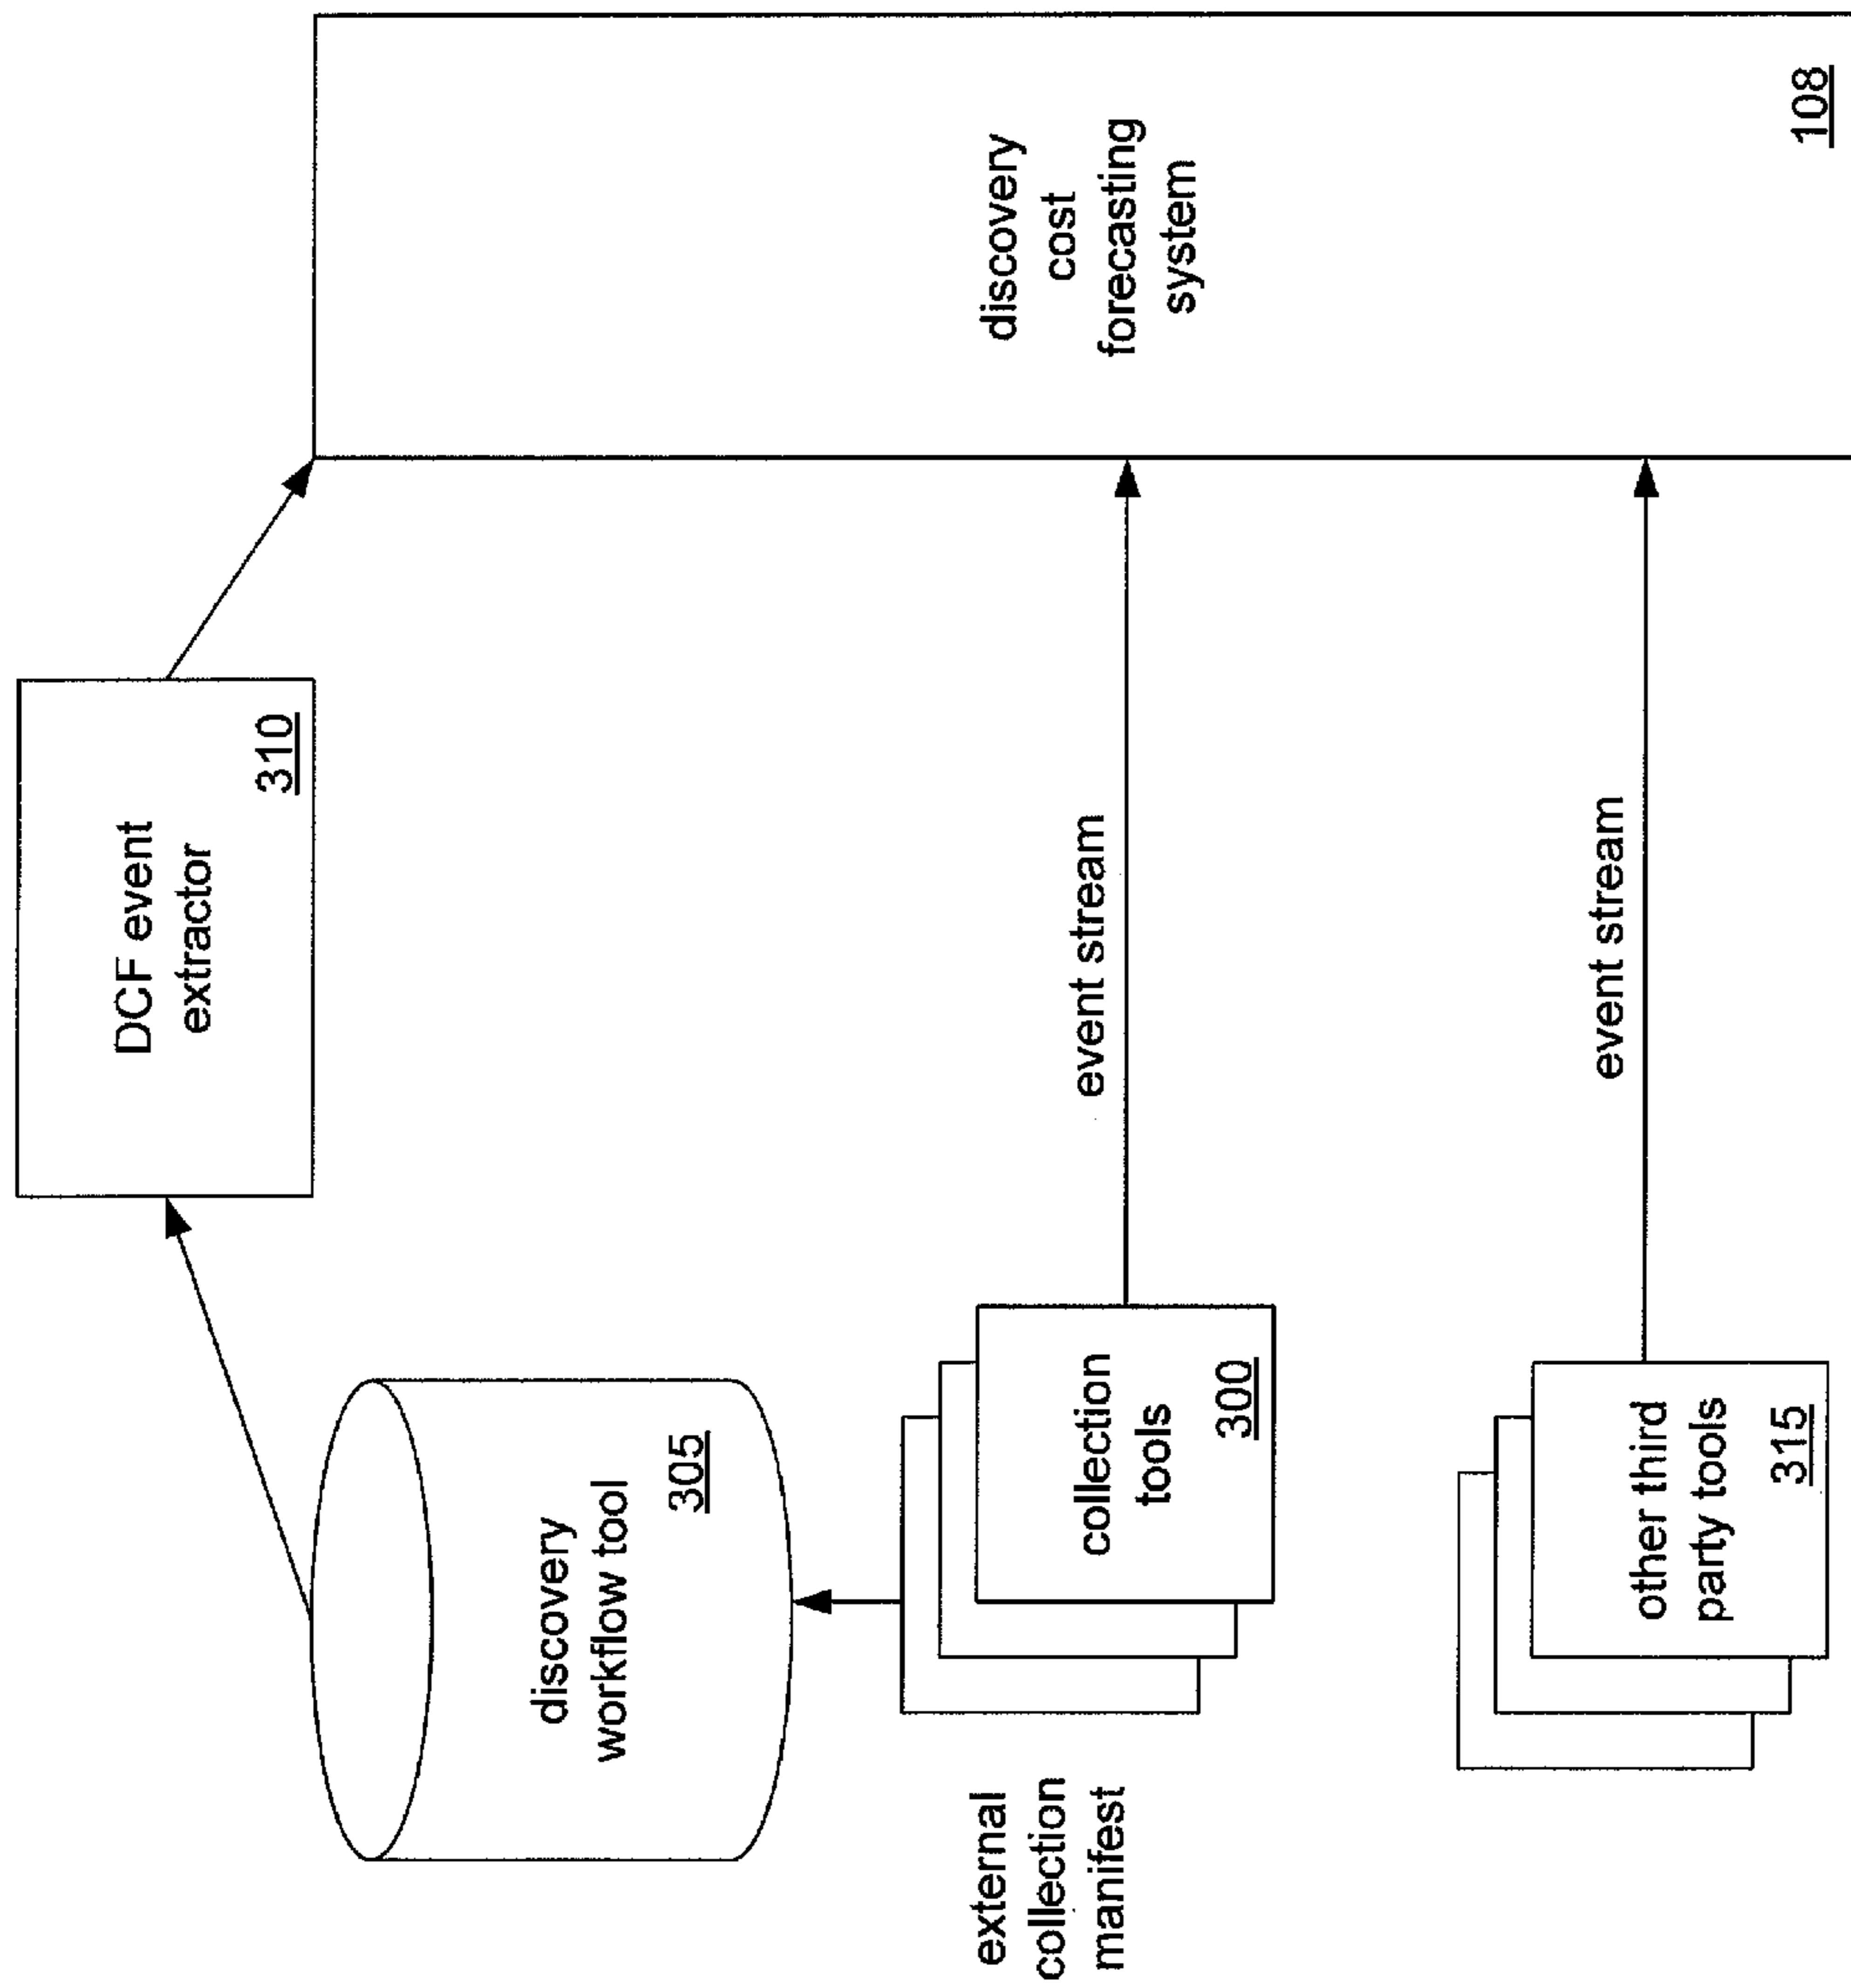 DCF event
extractor
310
discovery
workflow tool
305
external
collection
manifest
collection
tools
300
event stream
other third
party tools
315
event stream
discovery
cost
forecasting
system
108